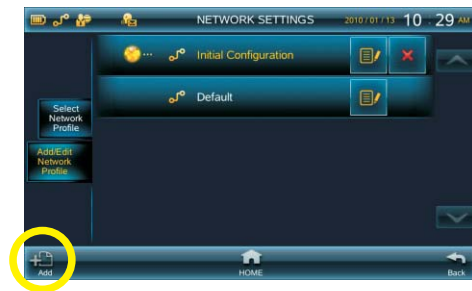 NETWORK SETTINGS 2010/01/13 10:29 AM
Initial Configuration
Default
Select
Network
Profile
Add/Edit
Network
Profile
Add
HOME
Back